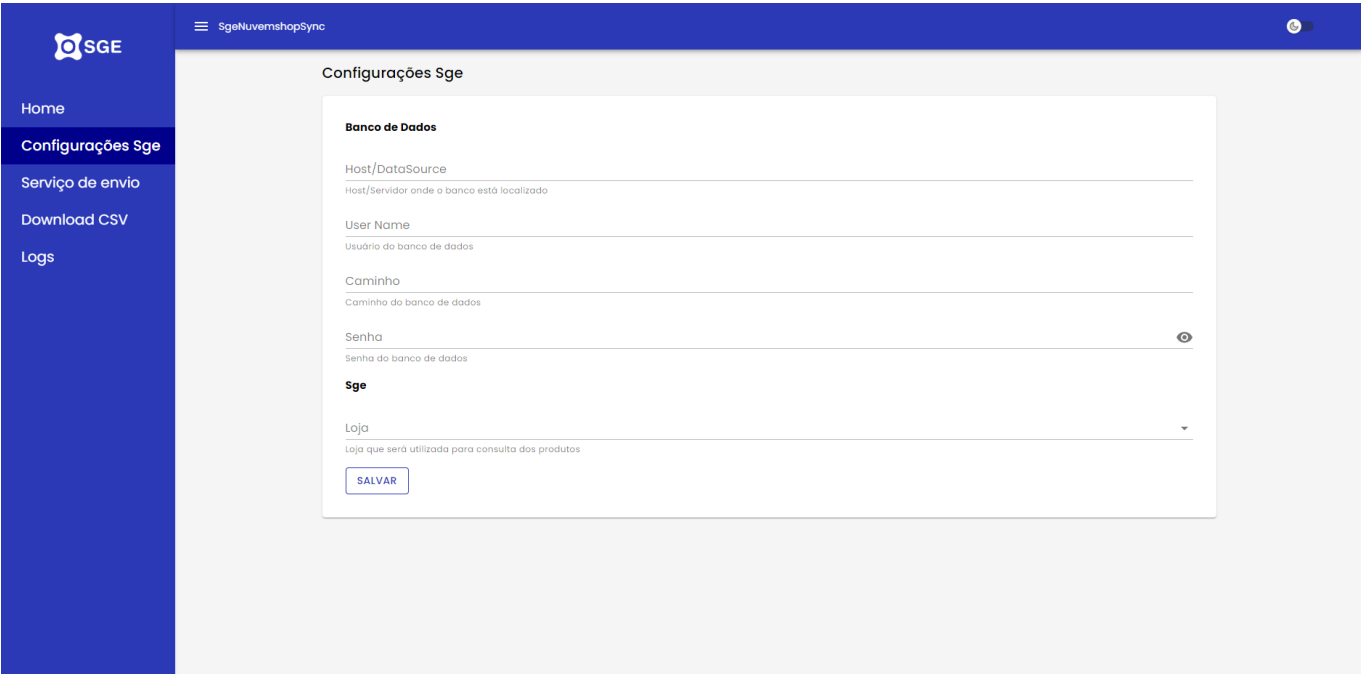 SGE
Home
Configurações Sge
Serviço de envio
Download CSV
Logs
SgeNuvemshopSync
Configurações Sge
Banco de Dados
Host/DataSource
Host/Servidor onde o banco está localizado
User Name
Usuário do banco de dados
Caminho
Caminho do banco de dados
Senha
Senha do banco de dados
Sge
Loja
Loja que será utilizada para consulta dos produtos
SALVAR